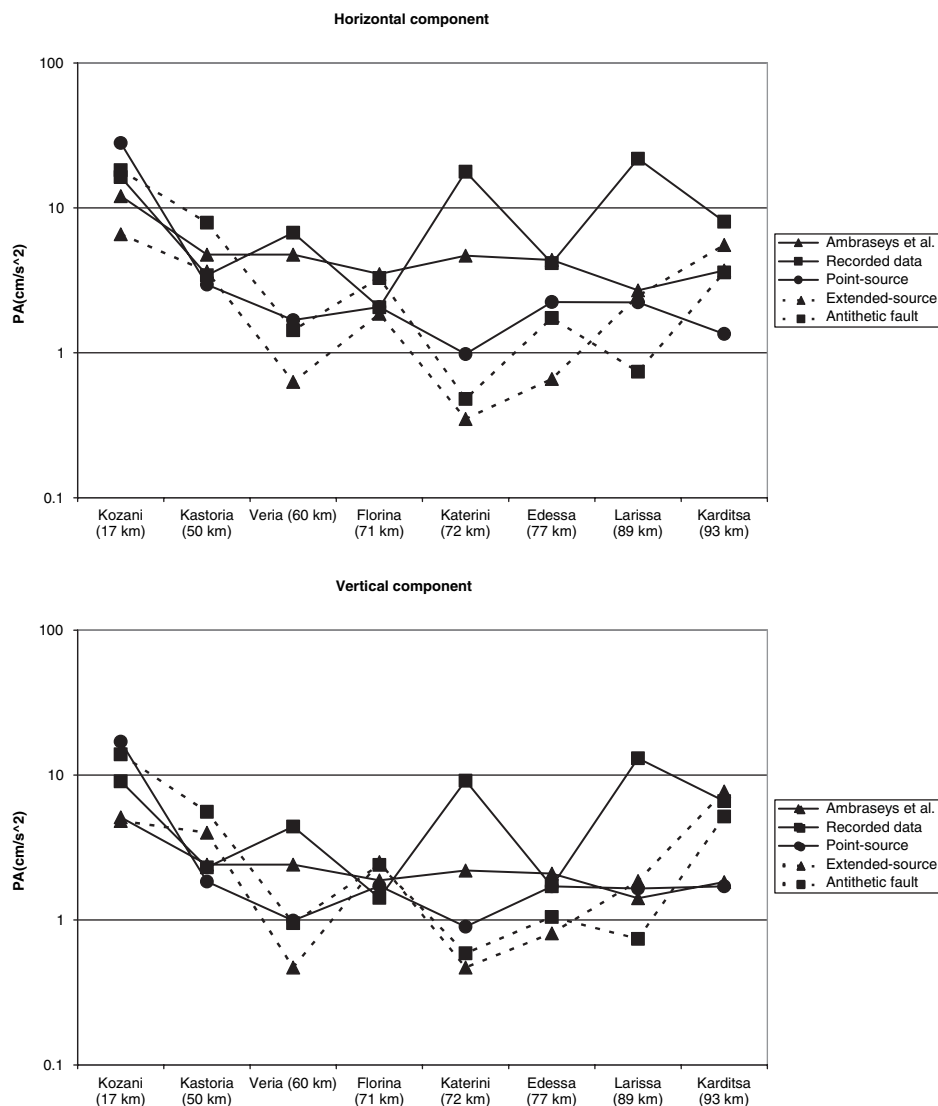 Horizontal component
100
10
1
0.1
PA(cm/s^2)
Kozani
(17 km)
Kastoria
(50 km)
Veria (60 km)
Florina
(71 km)
Katerini
(72 km)
Edessa
(77 km)
Larissa
(89 km)
Karditsa
(93 km)
Ambraseys et al.
Recorded data
Point-source
Extended-source
Antithetic fault
Vertical component
100
10
1
0.1
PA(cm/s^2)
Kozani
(17 km)
Kastoria
(50 km)
Veria (60 km)
Florina
(71 km)
Katerini
(72 km)
Edessa
(77 km)
Larissa
(89 km)
Karditsa
(93 km)
Ambraseys et al.
Recorded data
Point-source
Extended-source
Antithetic fault